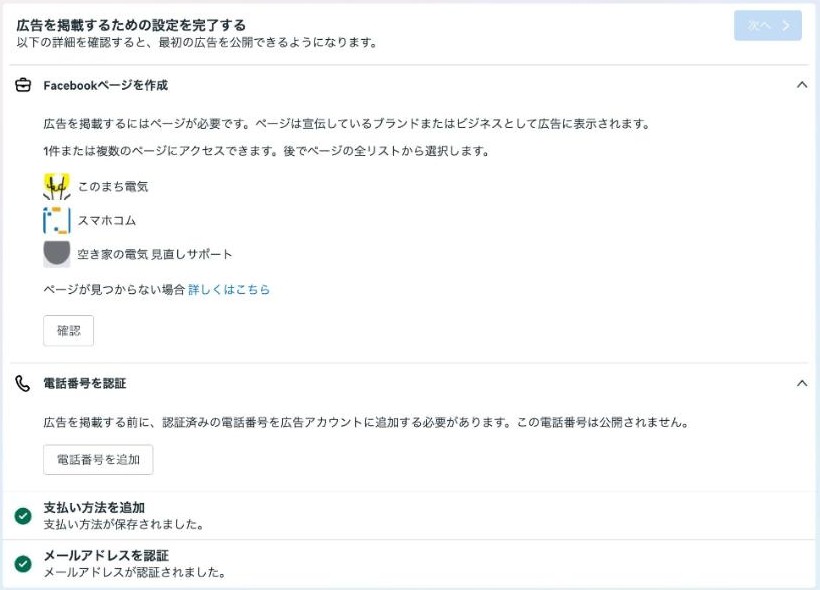 広告を掲載するための設定を完了する
次へ
以下の詳細を確認すると、最初の広告を公開できるようになります。
Facebookページを作成
広告を掲載するにはページが必要です。ページは宣伝しているブランドまたはビジネスとして広告に表示されます。
1件または複数のページにアクセスできます。後でページの全リストから選択します。
このまち電気
スマホコム
空き家の電気 見直しサポート
ページが見つからない場合 詳しくはこちら
確認
電話番号を認証
広告を掲載する前に、認証済みの電話番号を広告アカウントに追加する必要があります。この電話番号は公開されません。
電話番号を追加
支払い方法を追加
支払い方法が保存されました。
メールアドレスを認証
メールアドレスが認証されました。